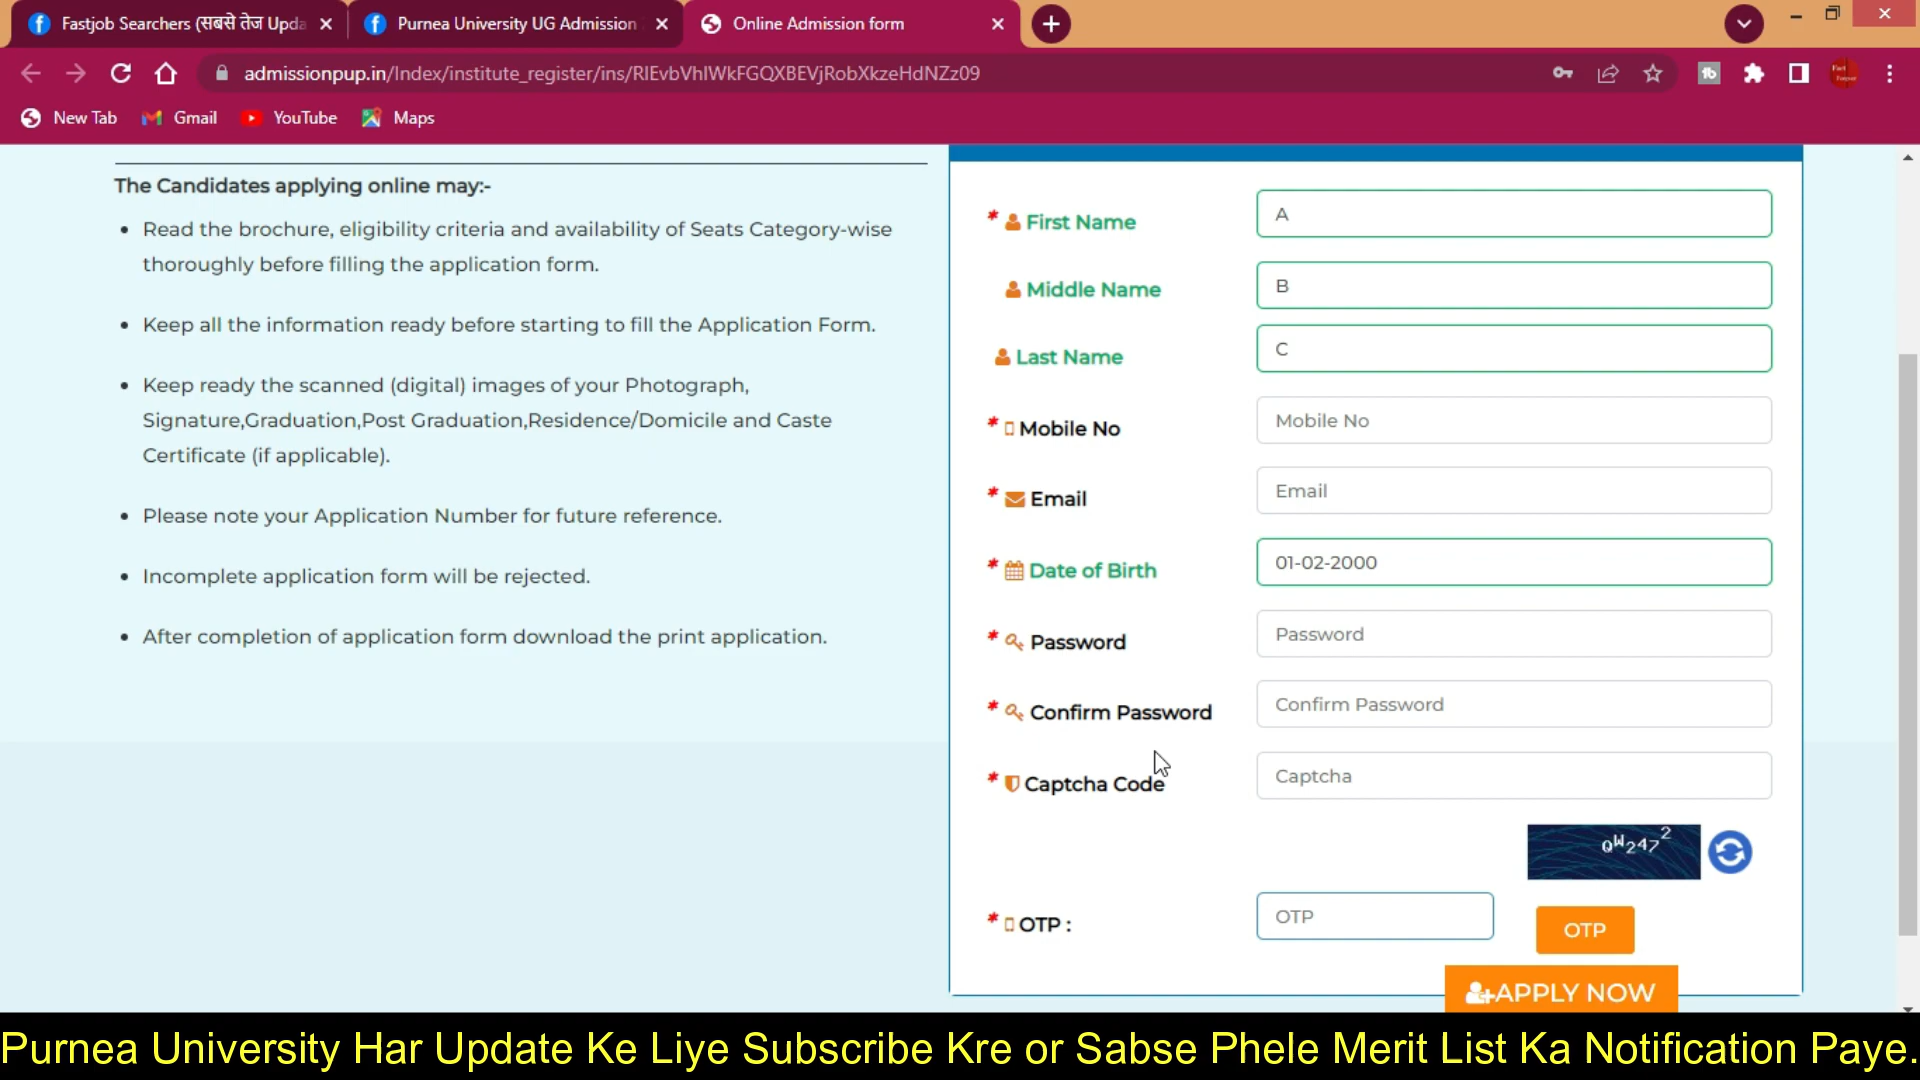 Fastjob Searchers (सबसे तेज Upda
Purnea University UG Admission
Online Admission form
admissionpup.in/Index/institute_register/ins/RlEvbVhIWkFGQXBEVjRobXkzeHdNZz09
New Tab
Gmail
YouTube
Maps
The Candidates applying online may:-
Read the brochure, eligibility criteria and availability of Seats Category-wise
thoroughly before filling the application form.
Keep all the information ready before starting to fill the Application Form.
Keep ready the scanned (digital) images of your Photograph,
Signature,Graduation,Post Graduation,Residence/Domicile and Caste
Certificate (if applicable).
Please note your Application Number for future reference.
Incomplete application form will be rejected.
After completion of application form download the print application.
* First Name
A
Middle Name
B
Last Name
C
* Mobile No
Mobile No
* Email
Email
* Date of Birth
01-02-2000
* Password
Password
* Confirm Password
Confirm Password
* Captcha Code
Captcha
QW2472
* OTP :
OTP
OTP
APPLY NOW
Purnea University Har Update Ke Liye Subscribe Kre or Sabse Phele Merit List Ka Notification Paye.